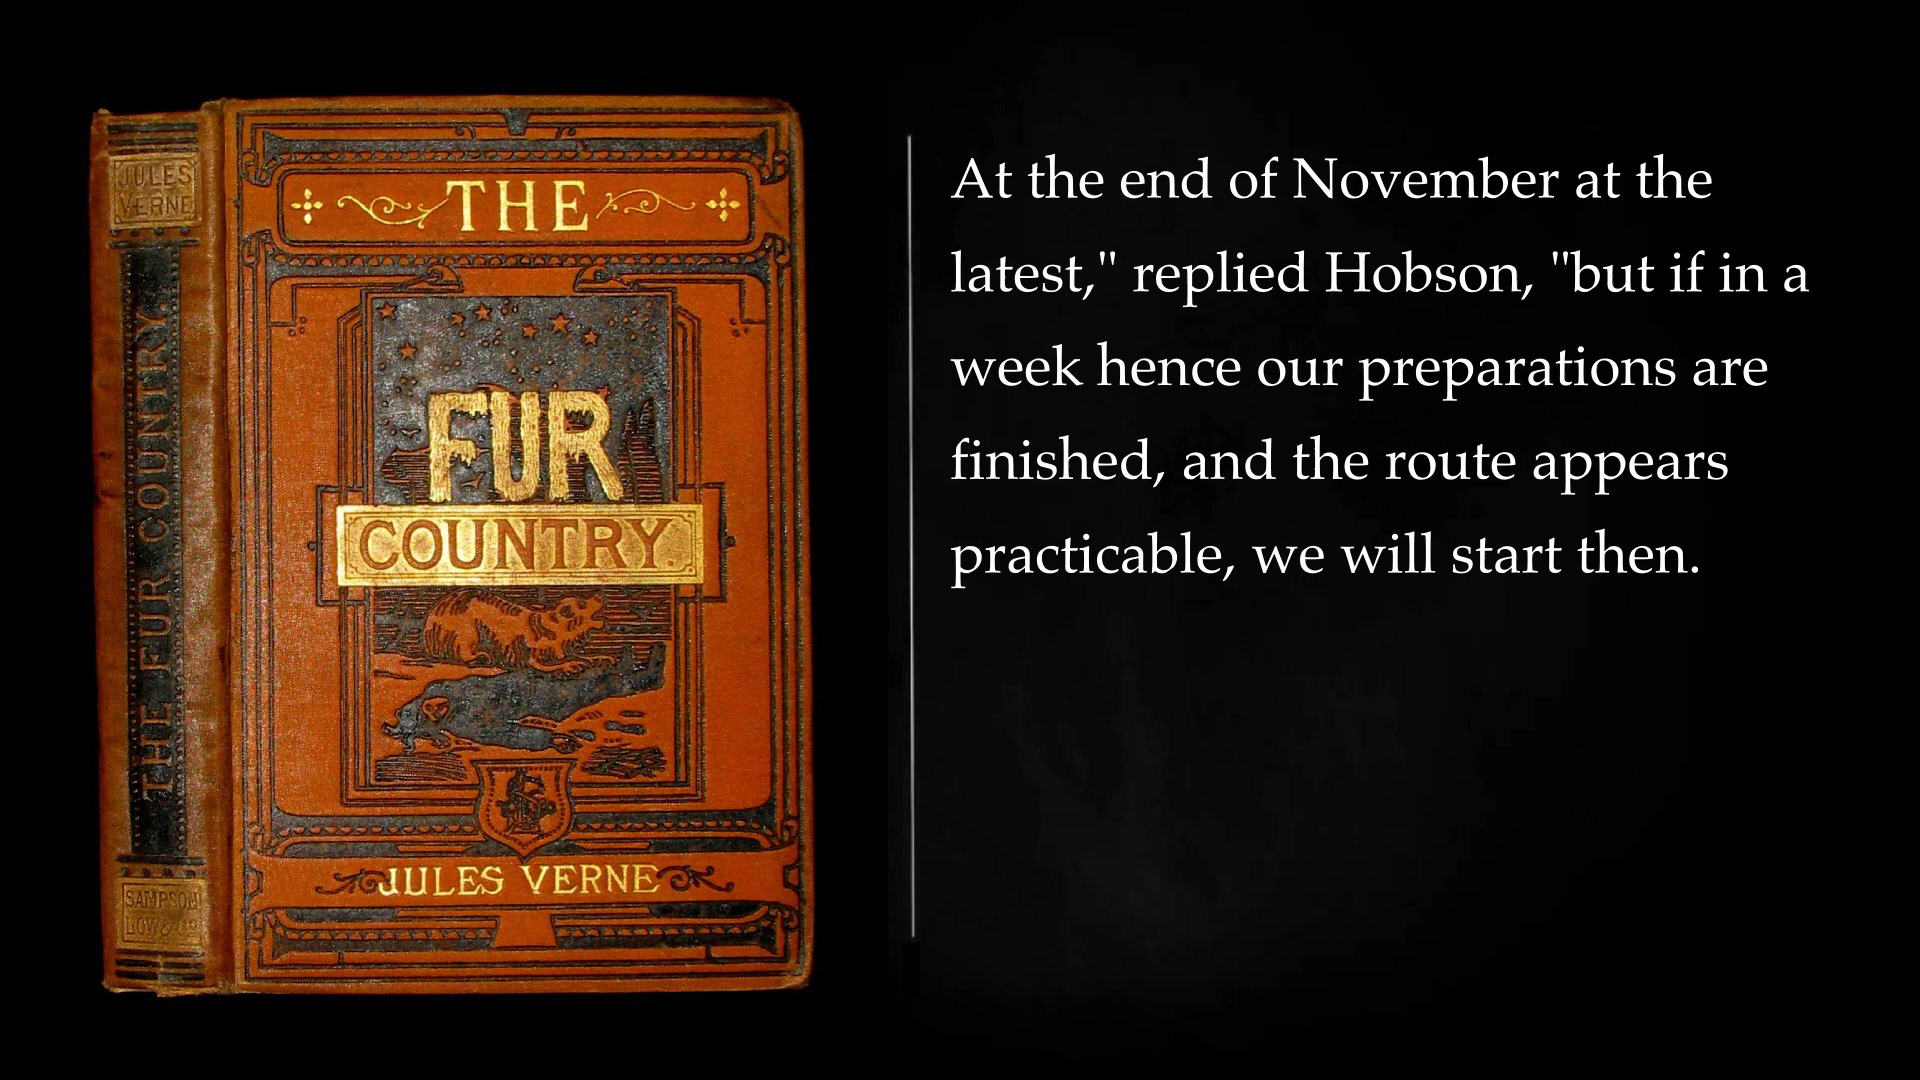 JULES
VERNE
THE FUR COUNTRY.
SAMPSON
LOW & Co
THE
FUR
COUNTRY.
JULES VERNE
At the end of November at the
latest," replied Hobson, "but if in a
week hence our preparations are
finished, and the route appears
practicable, we will start then.